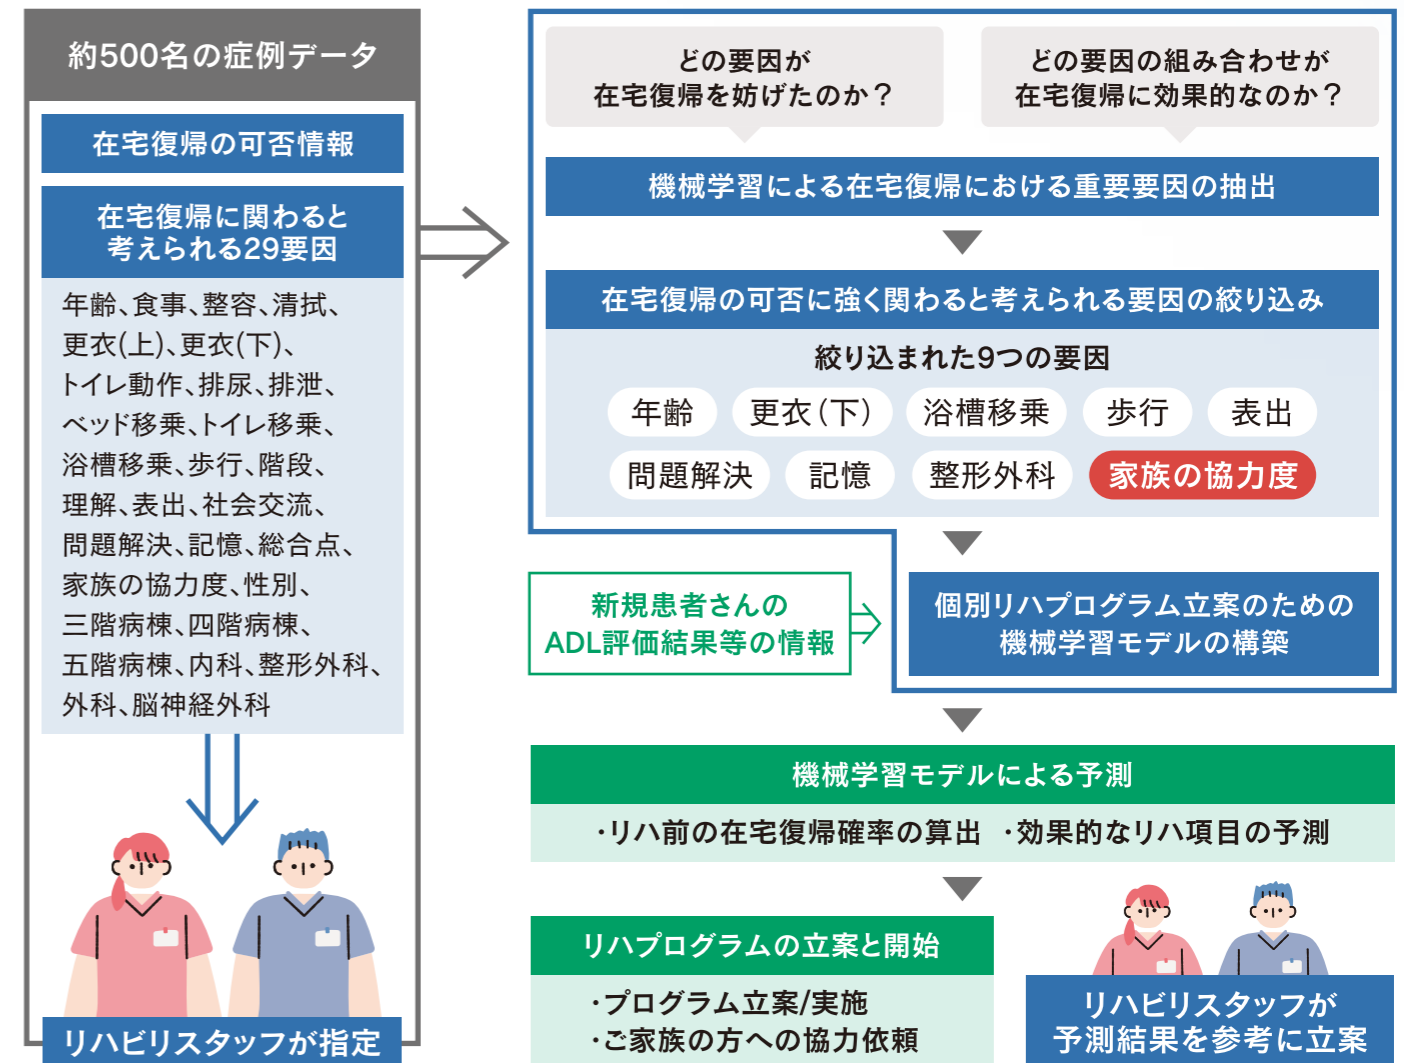 約500名の症例データ
在宅復帰の可否情報
在宅復帰に関わると
考えられる29要因
年齢、食事、整容、清拭、
更衣(上)、更衣(下)、
トイレ動作、排尿、排泄、
ベッド移乗、トイレ移乗、
浴槽移乗、歩行、階段、
理解、表出、社会交流、
問題解決、記憶、総合点、
家族の協力度、性別、
三階病棟、四階病棟、
五階病棟、内科、整形外科、
外科、脳神経外科
リハビリスタッフが指定
どの要因が
在宅復帰を妨げたのか？
どの要因の組み合わせが
在宅復帰に効果的なのか？
機械学習による在宅復帰における重要要因の抽出
在宅復帰の可否に強く関わると考えられる要因の絞り込み
絞り込まれた9つの要因
年齢 更衣（下） 浴槽移乗 歩行 表出
問題解決 記憶 整形外科 家族の協力度
新規患者さんの
ADL評価結果等の情報
個別リハプログラム立案のための
機械学習モデルの構築
機械学習モデルによる予測
・リハ前の在宅復帰確率の算出 ・効果的なリハ項目の予測
リハプログラムの立案と開始
・プログラム立案/実施
・ご家族の方への協力依頼
リハビリスタッフが
予測結果を参考に立案